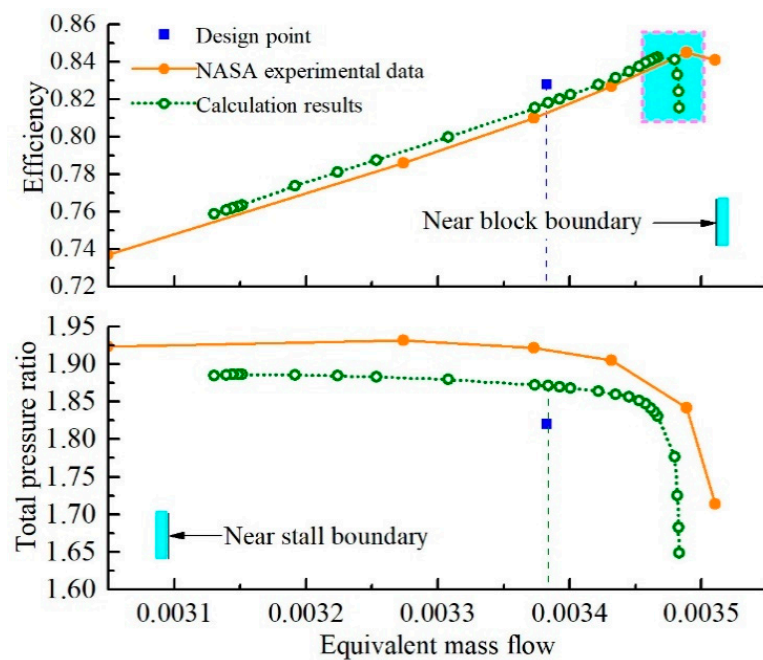 0.86
0.84
0.82
0.80
0.78
0.76
0.74
0.72
Efficiency
Design point
NASA experimental data
Calculation results
Near block boundary
1.95
1.90
1.85
1.80
1.75
1.70
1.65
1.60
Total pressure ratio
Near stall boundary
0.0031
0.0032
0.0033
0.0034
0.0035
Equivalent mass flow